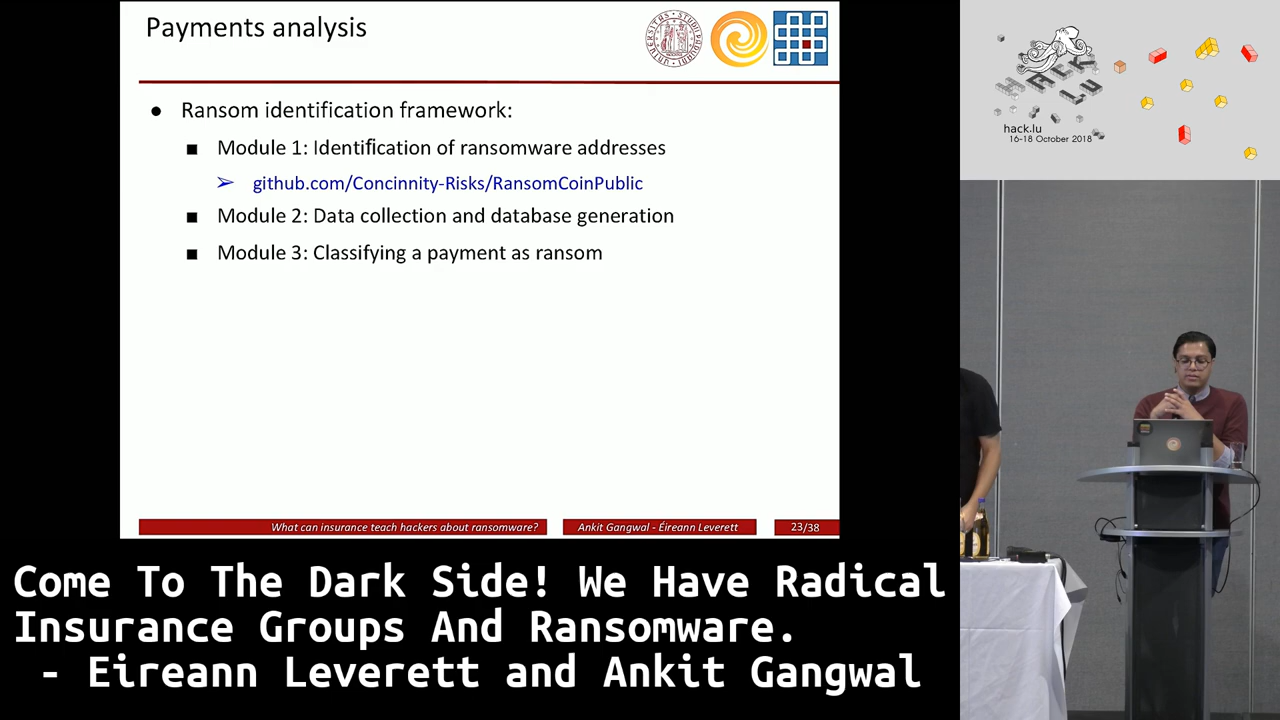 Payments analysis
● Ransom identification framework:
■ Module 1: Identification of ransomware addresses
➢ github.com/Concinnity-Risks/RansomCoinPublic
■ Module 2: Data collection and database generation
■ Module 3: Classifying a payment as ransom
What can insurance teach hackers about ransomware?
Ankit Gangwal - Éireann Leverett
23/38
Come To The Dark Side! We Have Radical
Insurance Groups And Ransomware.
- Eireann Leverett and Ankit Gangwal
HACK
LU
hack.lu
16-18 October 2018